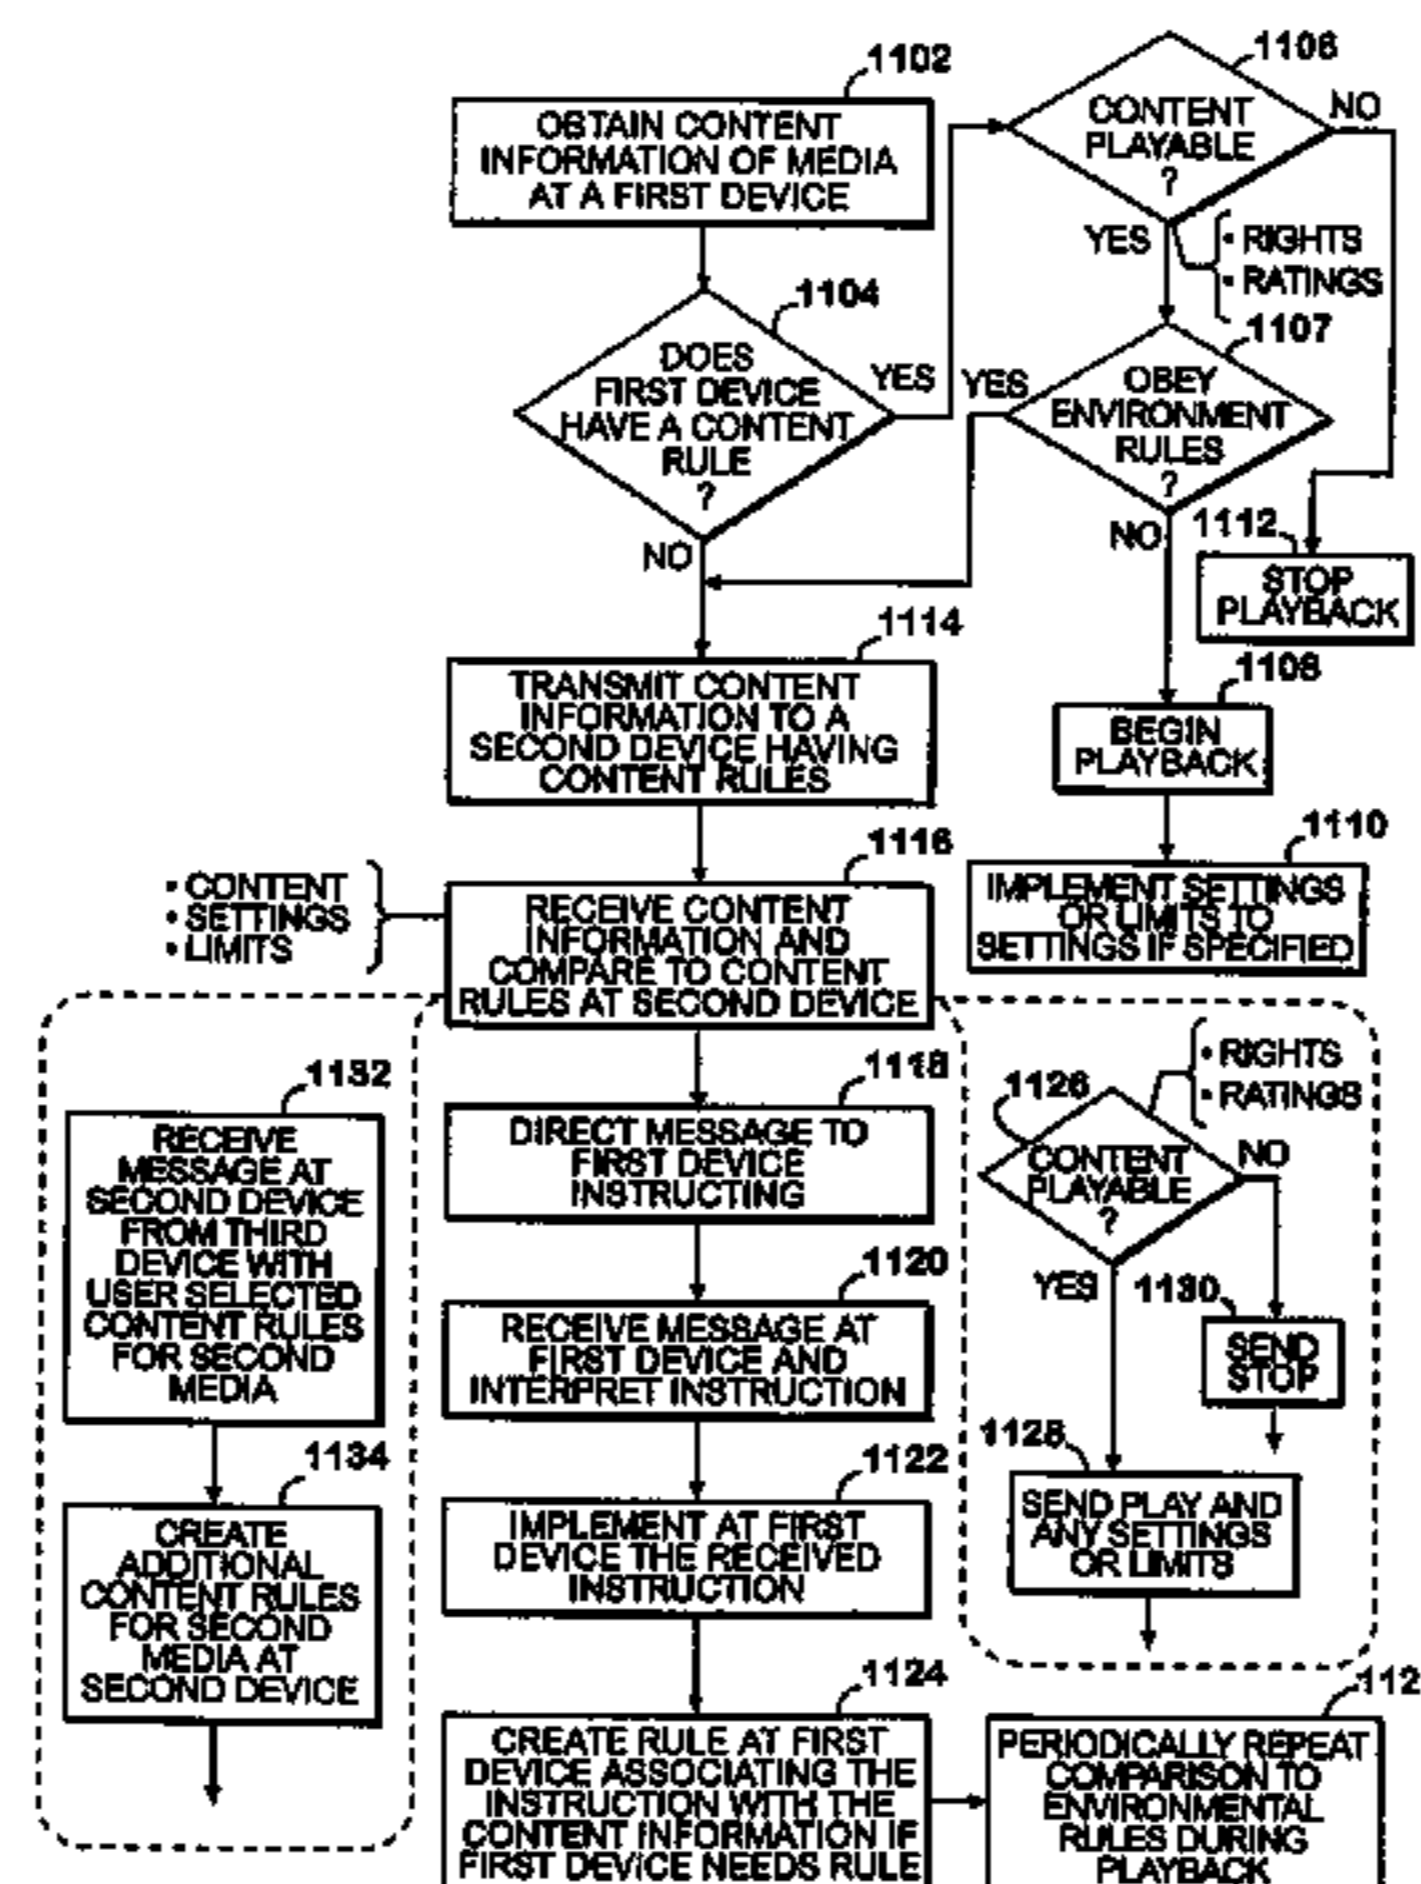 1102
OBTAIN CONTENT
INFORMATION OF MEDIA
AT A FIRST DEVICE
1106
CONTENT
PLAYABLE
?
NO
YES
• RIGHTS
• RATINGS
1104
DOES
FIRST DEVICE
HAVE A CONTENT
RULE
?
YES
NO
1107
OBEY
ENVIRONMENT
RULES
?
YES
NO
1112
STOP
PLAYBACK
1108
BEGIN
PLAYBACK
1110
IMPLEMENT SETTINGS
OR LIMITS TO
SETTINGS IF SPECIFIED
1114
TRANSMIT CONTENT
INFORMATION TO A
SECOND DEVICE HAVING
CONTENT RULES
1116
• CONTENT
• SETTINGS
• LIMITS
RECEIVE CONTENT
INFORMATION AND
COMPARE TO CONTENT
RULES AT SECOND DEVICE
1118
DIRECT MESSAGE TO
FIRST DEVICE
INSTRUCTING
1120
RECEIVE MESSAGE AT
FIRST DEVICE AND
INTERPRET INSTRUCTION
1122
IMPLEMENT AT FIRST
DEVICE THE RECEIVED
INSTRUCTION
1124
CREATE RULE AT FIRST
DEVICE ASSOCIATING THE
INSTRUCTION WITH THE
CONTENT INFORMATION IF
FIRST DEVICE NEEDS RULE
112
PERIODICALLY REPEAT
COMPARISON TO
ENVIRONMENTAL
RULES DURING
PLAYBACK
1126
• RIGHTS
• RATINGS
CONTENT
PLAYABLE
?
NO
YES
1130
SEND
STOP
1128
SEND PLAY AND
ANY SETTINGS
OR LIMITS
1132
RECEIVE
MESSAGE AT
SECOND DEVICE
FROM THIRD
DEVICE WITH
USER SELECTED
CONTENT RULES
FOR SECOND
MEDIA
1134
CREATE
ADDITIONAL
CONTENT RULES
FOR SECOND
MEDIA AT
SECOND DEVICE